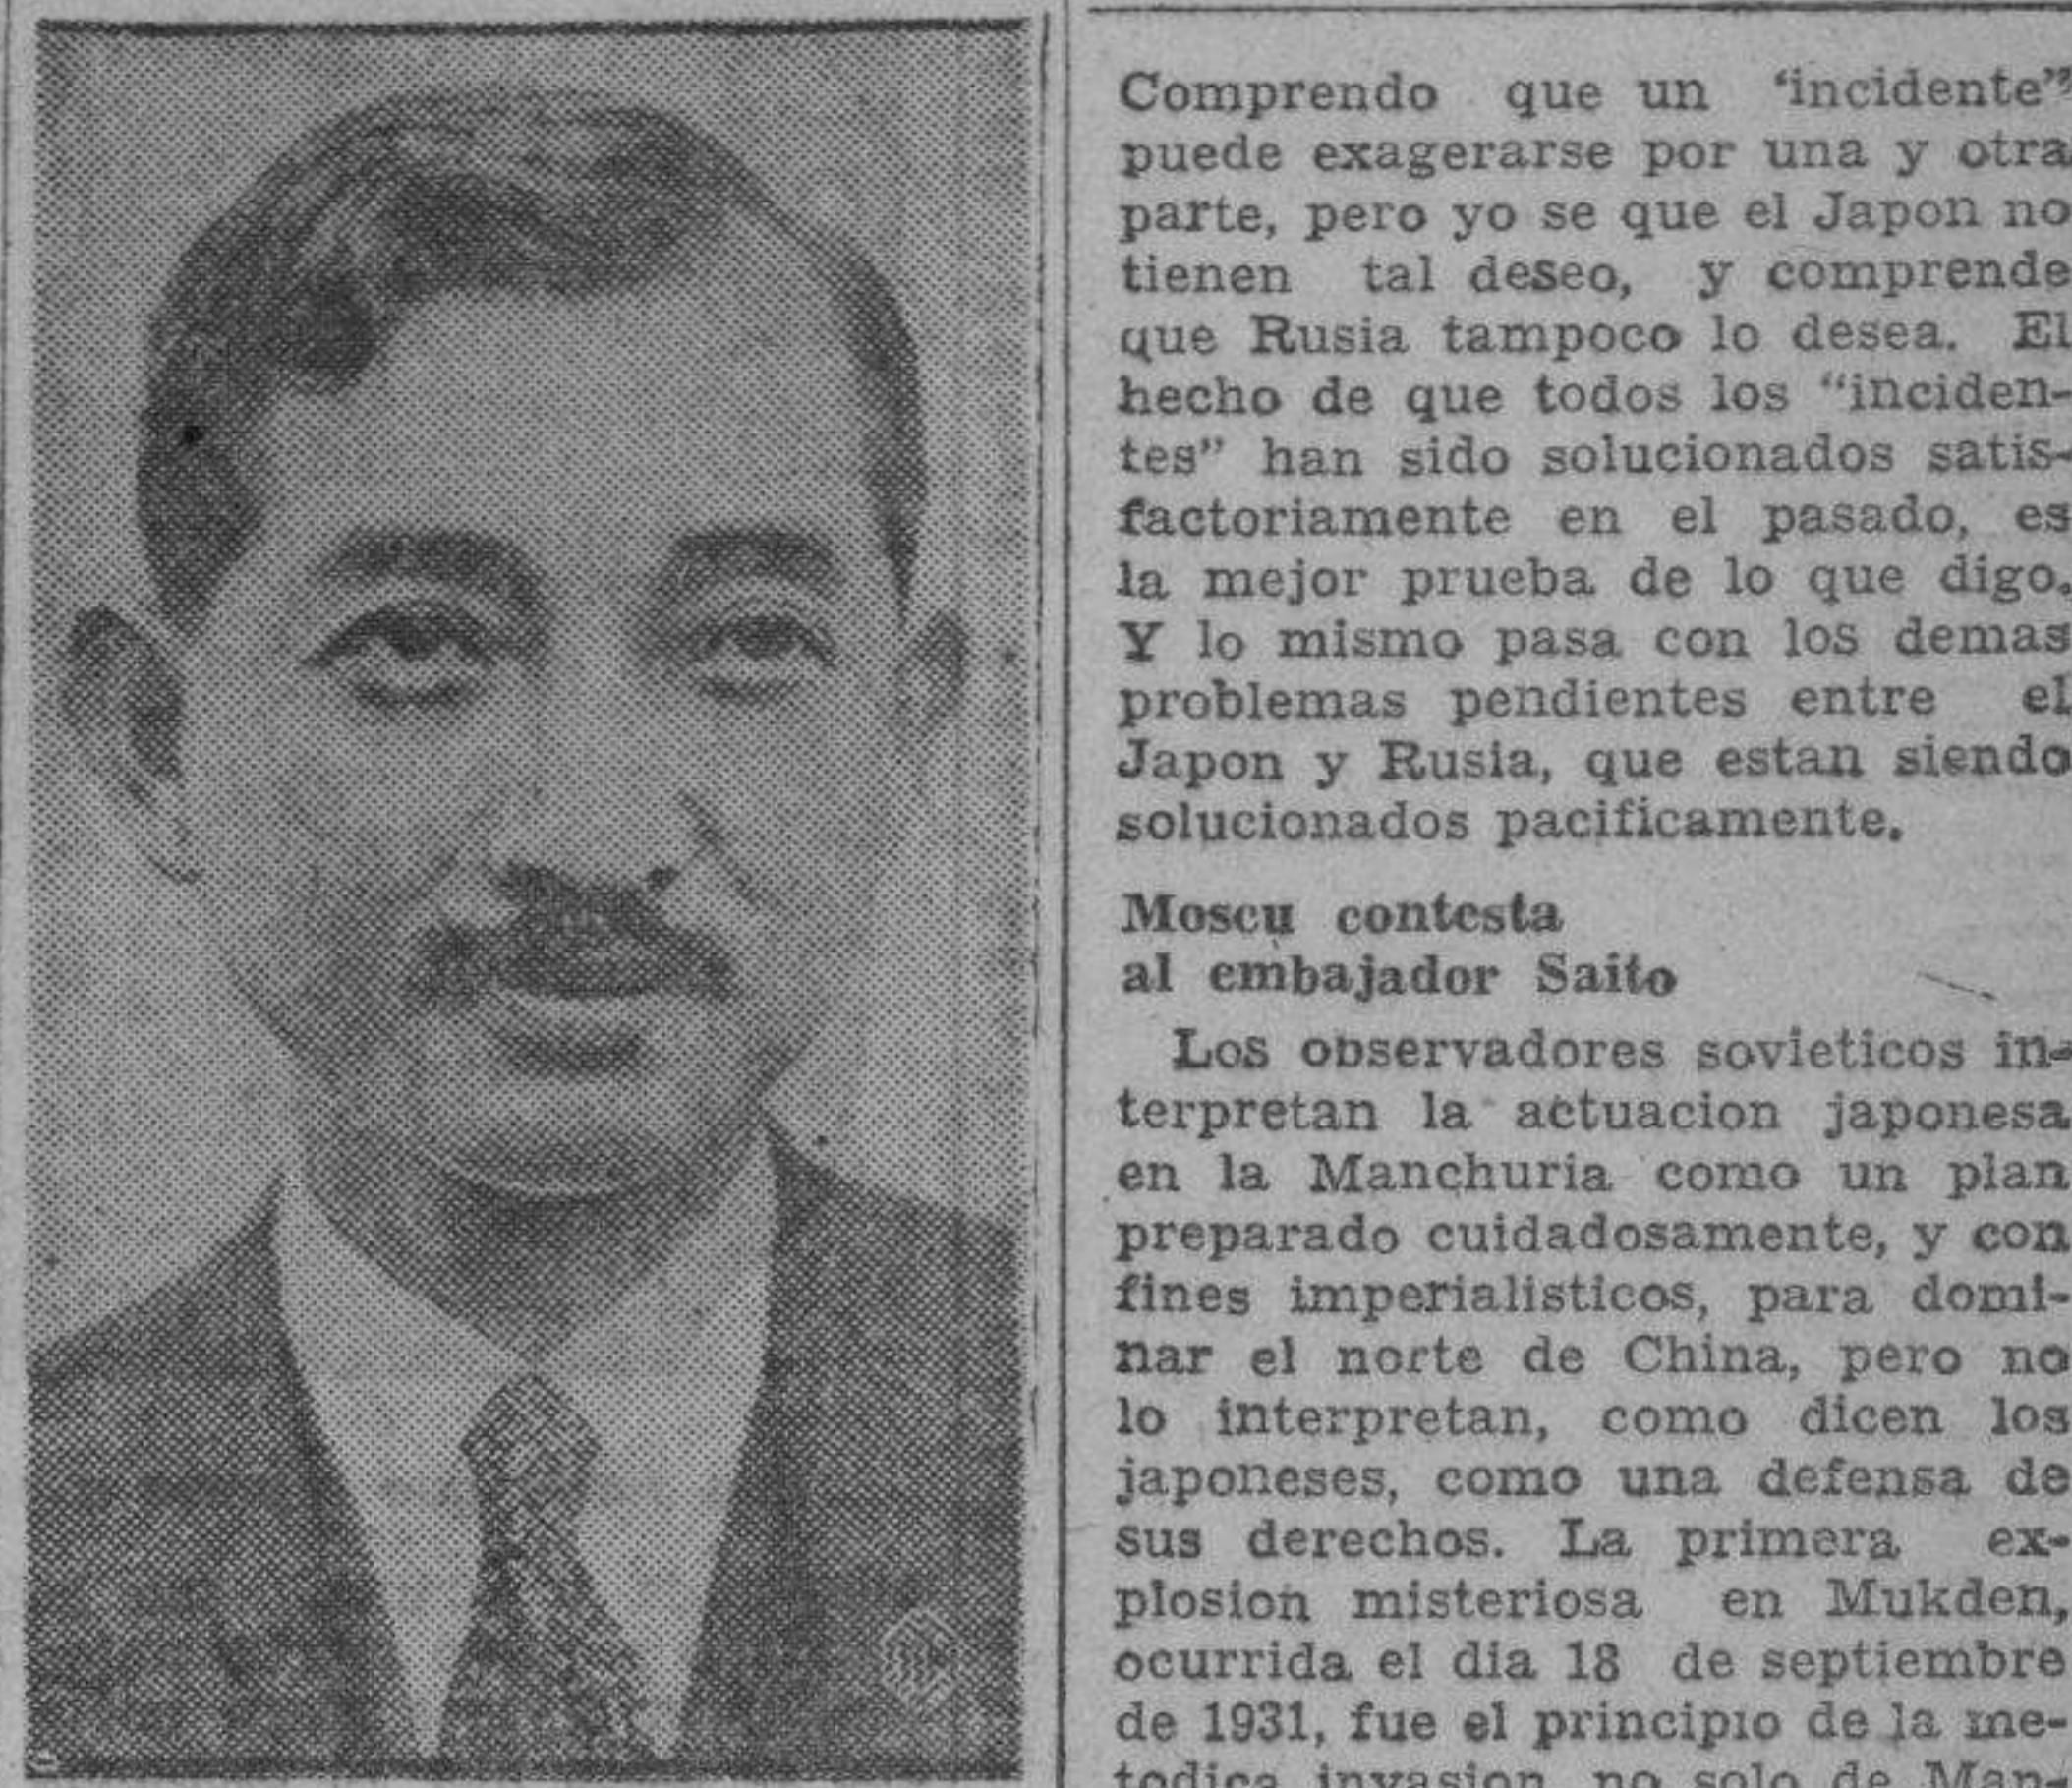 Comprendo que un ‘incidente”
puede exagerarse por una y otra
parte, pero yo se que el Japon no
tienen tal deseo, y comprende
que Rusia tampoco lo desea. El
hecho de que todos los “inciden-
tes” han sido solucionados satis-
factoriamente en el pasado, es
la mejor prueba de lo que digo.
Y lo mismo pasa con los demas
problemas pendientes entre el
Japon y Rusia, que estan siendo
solucionados pacificamente.
Moscu contesta
al embajador Saito
Los observadores sovieticos in-
terpretan la actuacion japonesa
en la Manchuria como un plan
preparado cuidadosamente, y con
fines imperialisticos, para domi-
nar el norte de China, pero no
lo interpretan, como dicen los
japoneses, como una defensa de
sus derechos. La primera ex-
plosion misteriosa en Mukden,
ocurrida el dia 18 de septiembre
de 1931, fue el principio de la me-
todica invasion, no solo de Man-